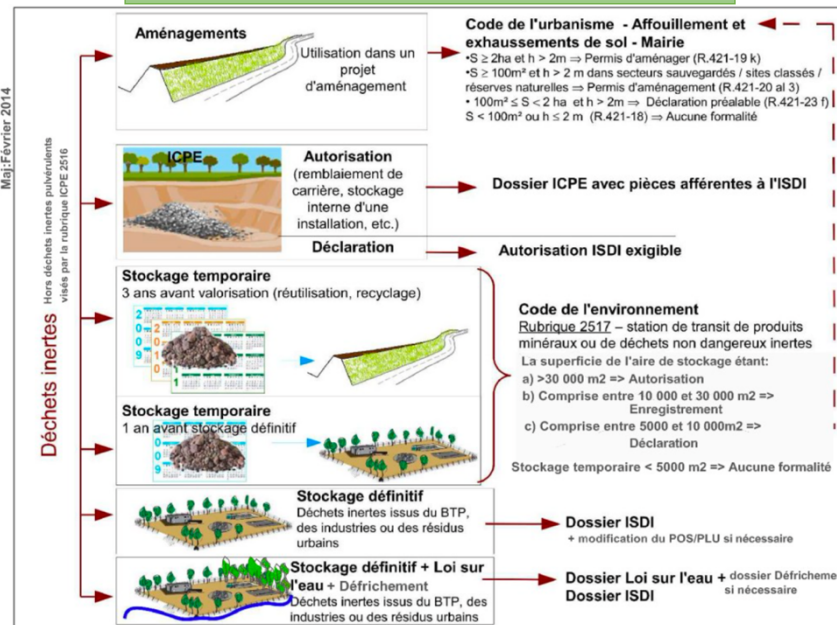 Maj:Février 2014
Déchets inertes
Hors déchets inertes pulvérulents
visés par la rubrique ICPE 2516
Aménagements
Utilisation dans un
projet
d'aménagement
Code de l'urbanisme - Affouillement et
exhaussements de sol - Mairie
•S ≥ 2ha et h > 2m ⇒ Permis d'aménager (R.421-19 k)
•S ≥ 100m² et h > 2 m dans secteurs sauvegardés / sites classés /
réserves naturelles ⇒ Permis d'aménagement (R.421-20 al 3)
• 100m² ≤ S < 2 ha et h > 2m ⇒ Déclaration préalable (R.421-23 f)
S < 100m² ou h ≤ 2 m (R.421-18) ⇒ Aucune formalité
ICPE
Autorisation
(remblaiement de
carrière, stockage
interne d'une
installation, etc.)
Dossier ICPE avec pièces afférentes à l'ISDI
Déclaration
Autorisation ISDI exigible
Stockage temporaire
3 ans avant valorisation (réutilisation, recyclage)
Stockage temporaire
1 an avant stockage définitif
Code de l'environnement
Rubrique 2517 – station de transit de produits
minéraux ou de déchets non dangereux inertes
La superficie de l'aire de stockage étant:
a) >30 000 m2 => Autorisation
b) Comprise entre 10 000 et 30 000 m2 =>
Enregistrement
c) Comprise entre 5000 et 10 000m2 =>
Déclaration
Stockage temporaire < 5000 m2 => Aucune formalité
Stockage définitif
Déchets inertes issus du BTP,
des industries ou des résidus
urbains
Dossier ISDI
+ modification du POS/PLU si nécessaire
Stockage définitif + Loi sur
l'eau + Défrichement
Déchets inertes issus du BTP, des
industries ou des résidus urbains
Dossier Loi sur l'eau + dossier Défricheme
si nécessaire
Dossier ISDI